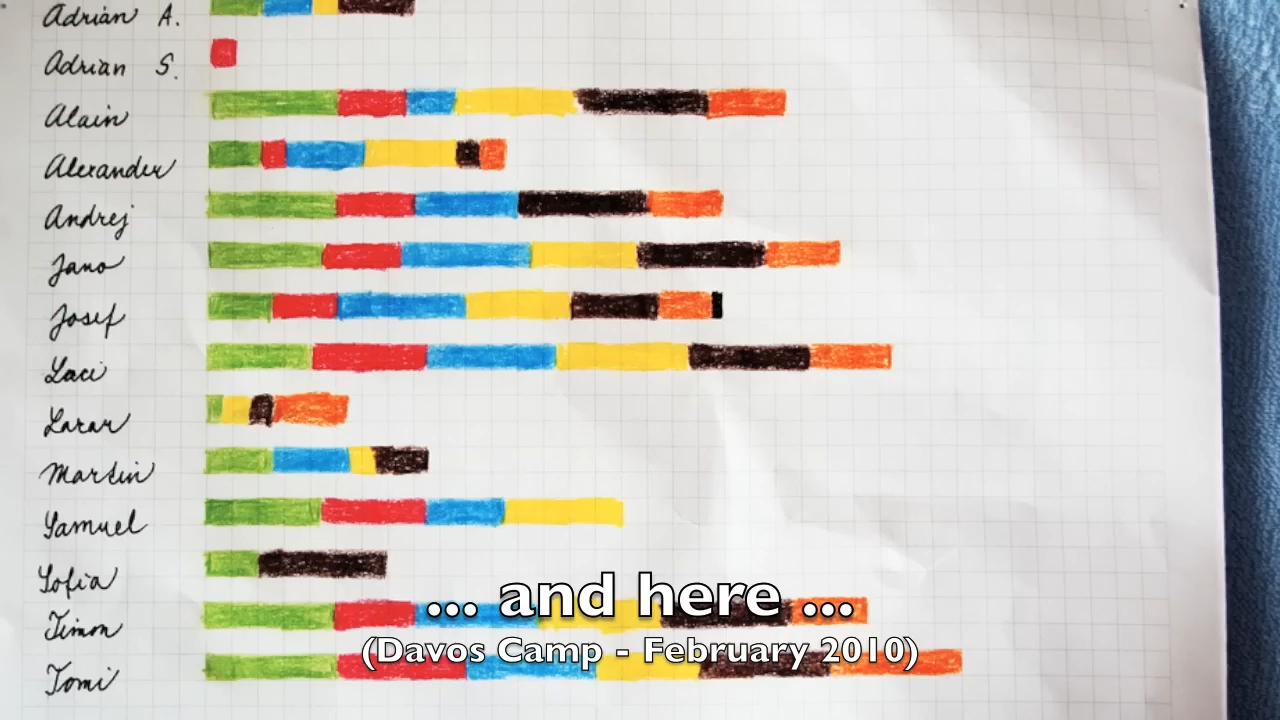 Adrian A.
Adrian S.
Alain
Alexander
Andrej
Jano
Josef
Laci
Lazar
Martin
Samuel
Sofia
Timon
Tomi
... and here ...
(Davos Camp - February 2010)